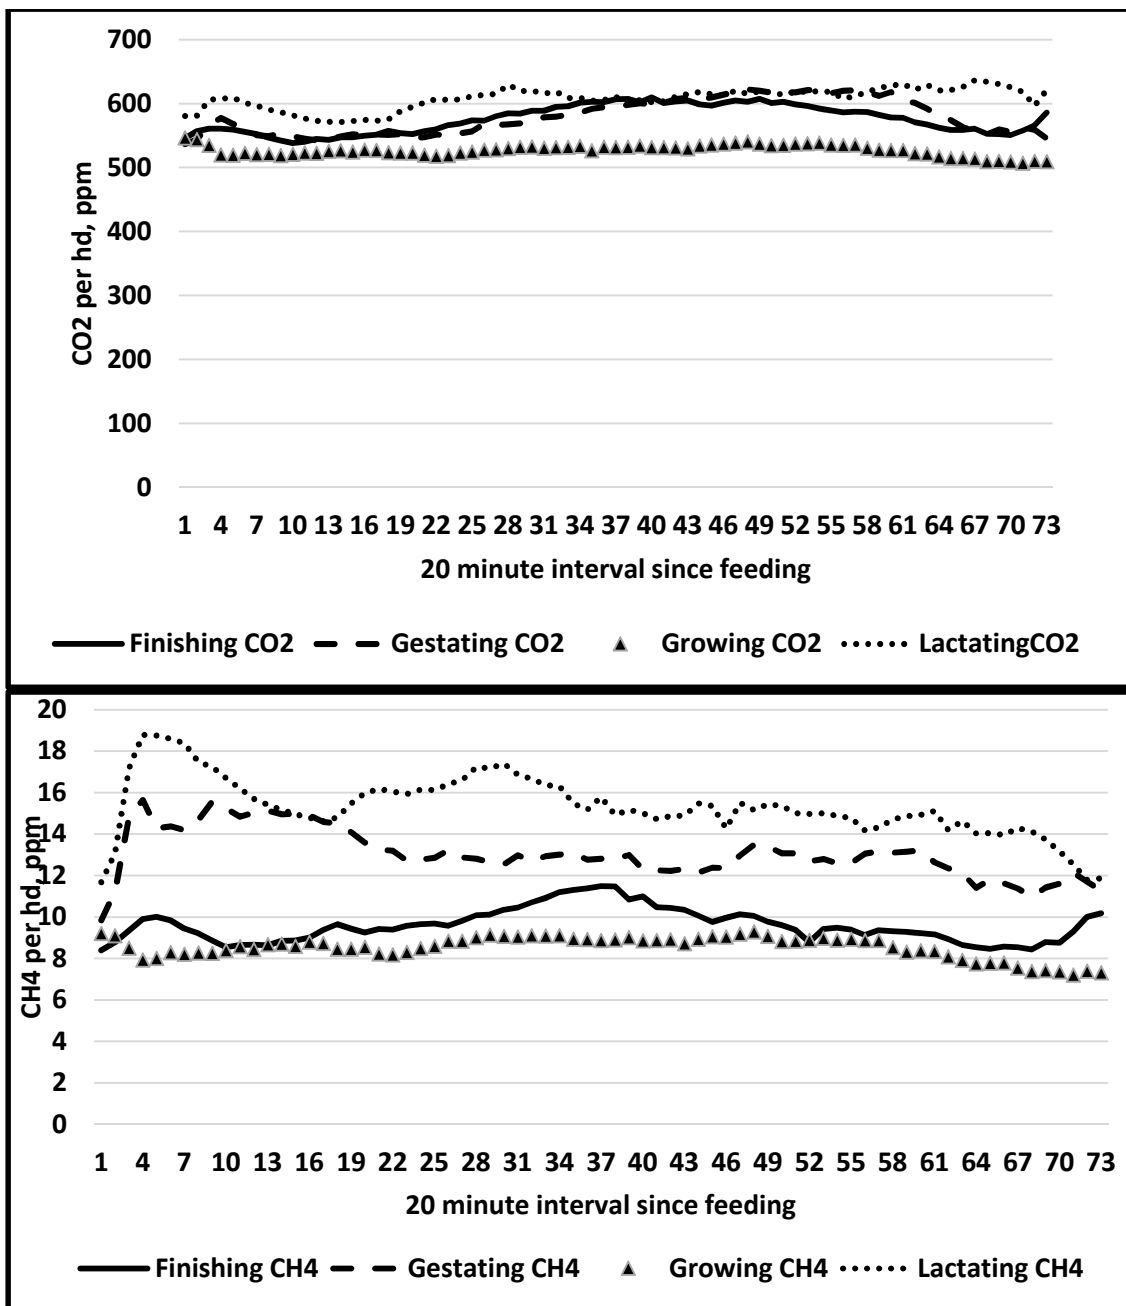 700
600
500
400
300
200
100
0
CO2 per hd, ppm
1 4 7 10 13 16 19 22 25 28 31 34 37 40 43 46 49 52 55 58 61 64 67 70 73
20 minute interval since feeding
Finishing CO2 Gestating CO2 Growing CO2 LactatingCO2
20
18
16
14
12
10
8
6
4
2
0
CH4 per hd, ppm
1 4 7 10 13 16 19 22 25 28 31 34 37 40 43 46 49 52 55 58 61 64 67 70 73
20 minute interval since feeding
Finishing CH4 Gestating CH4 Growing CH4 Lactating CH4